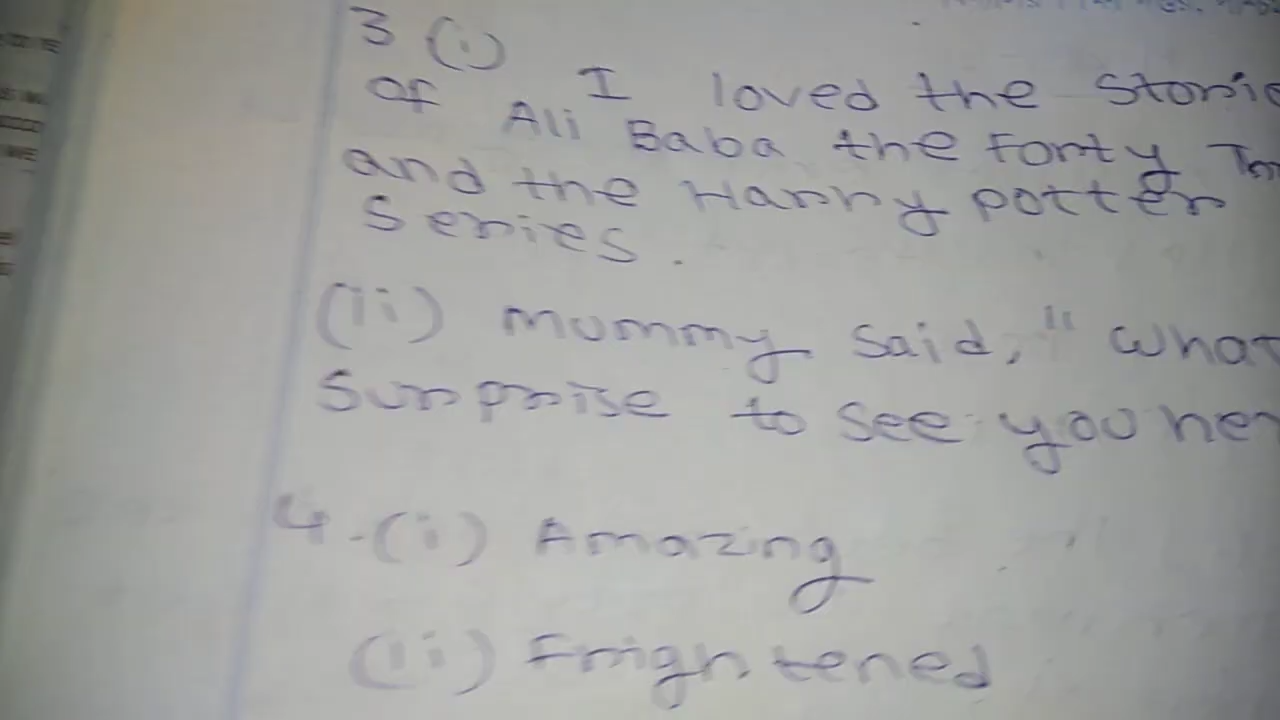 3 (i)
I loved the storie
of Ali Baba the Forty
and the Harry potter
series.
(ii) mummy said, " what
surprise to see you her
4. (i) Amazing
(ii) Frightened